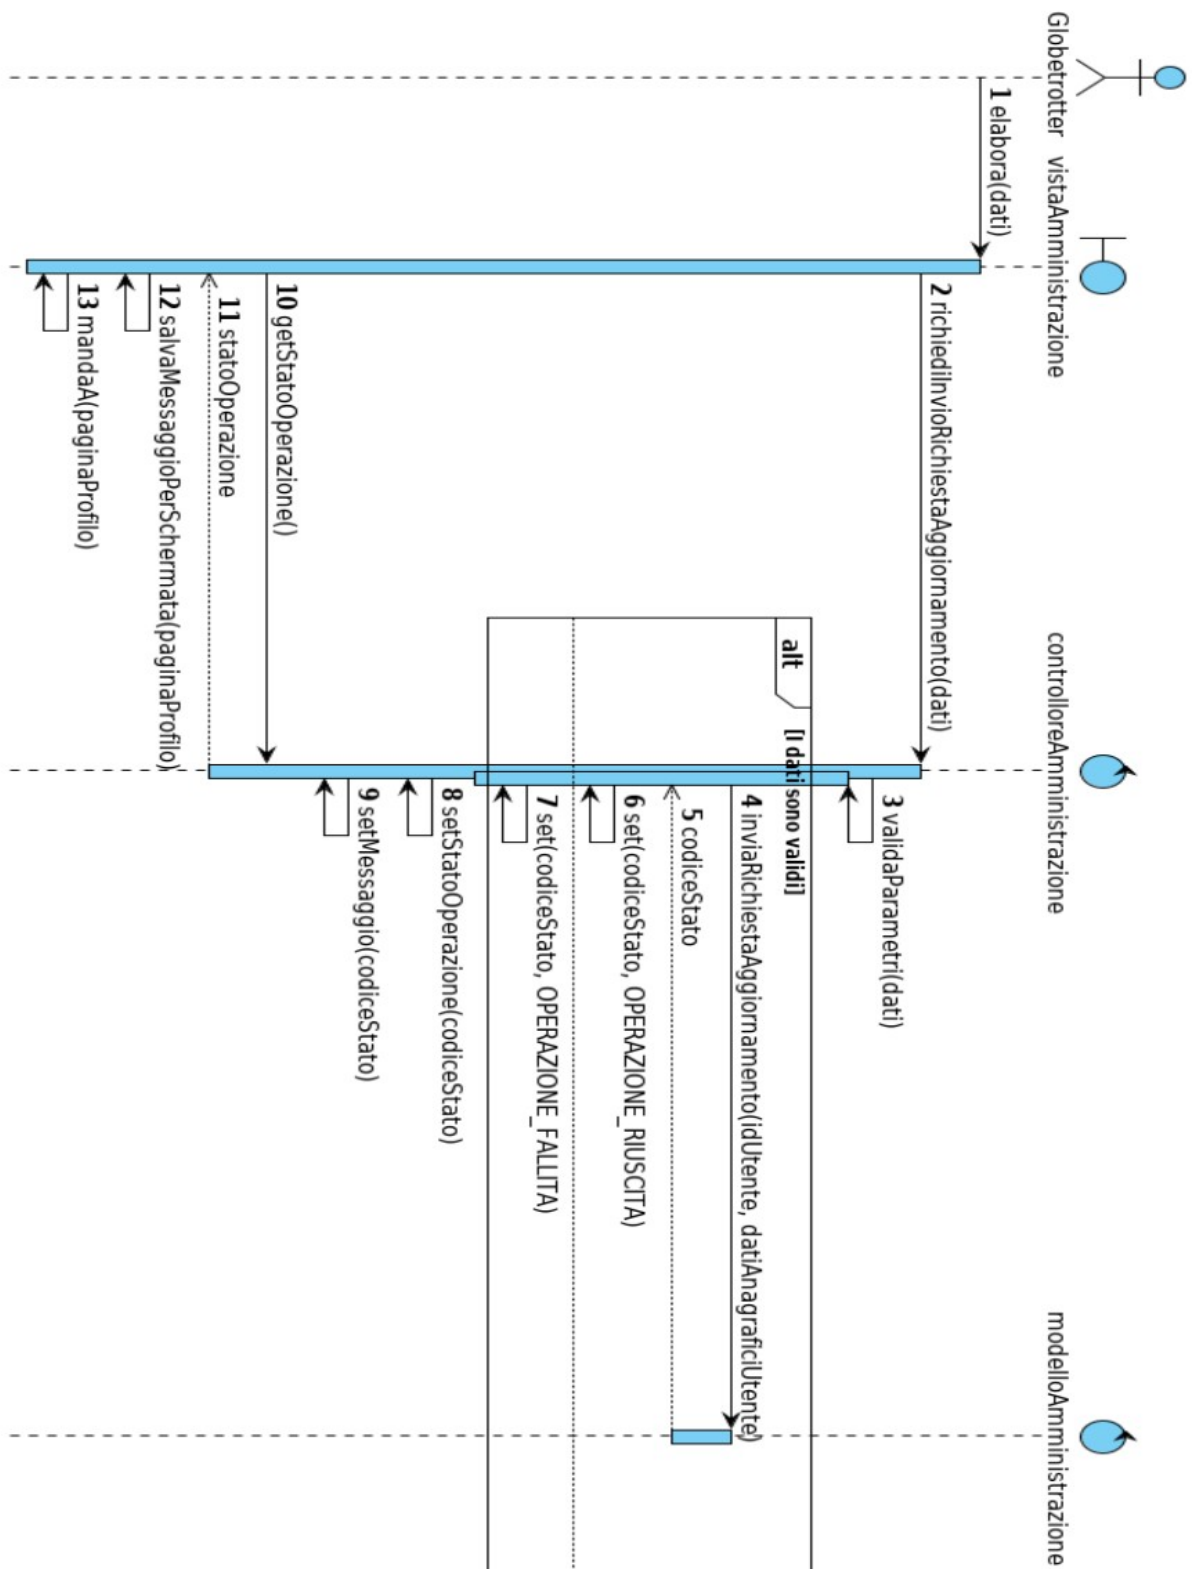 Globetrotter
vistaAmministrazione
controlloreAmministrazione
modelloAmministrazione
1 elabora(dati)
2 richiediInvioRichiestaAggiornamento(dati)
3 validaParametri(dati)
alt
[I dati sono validi]
4 inviaRichiestaAggiornamento(idUtente, datiAnagraficiUtente)
5 codiceStato
6 set(codiceStato, OPERAZIONE_RIUSCITA)
7 set(codiceStato, OPERAZIONE_FALLITA)
8 setStatoOperazione(codiceStato)
9 setMessaggio(codiceStato)
10 getStatoOperazione()
11 statoOperazione
12 salvaMessaggioPerSchermata(paginaProfilo)
13 mandaA(paginaProfilo)